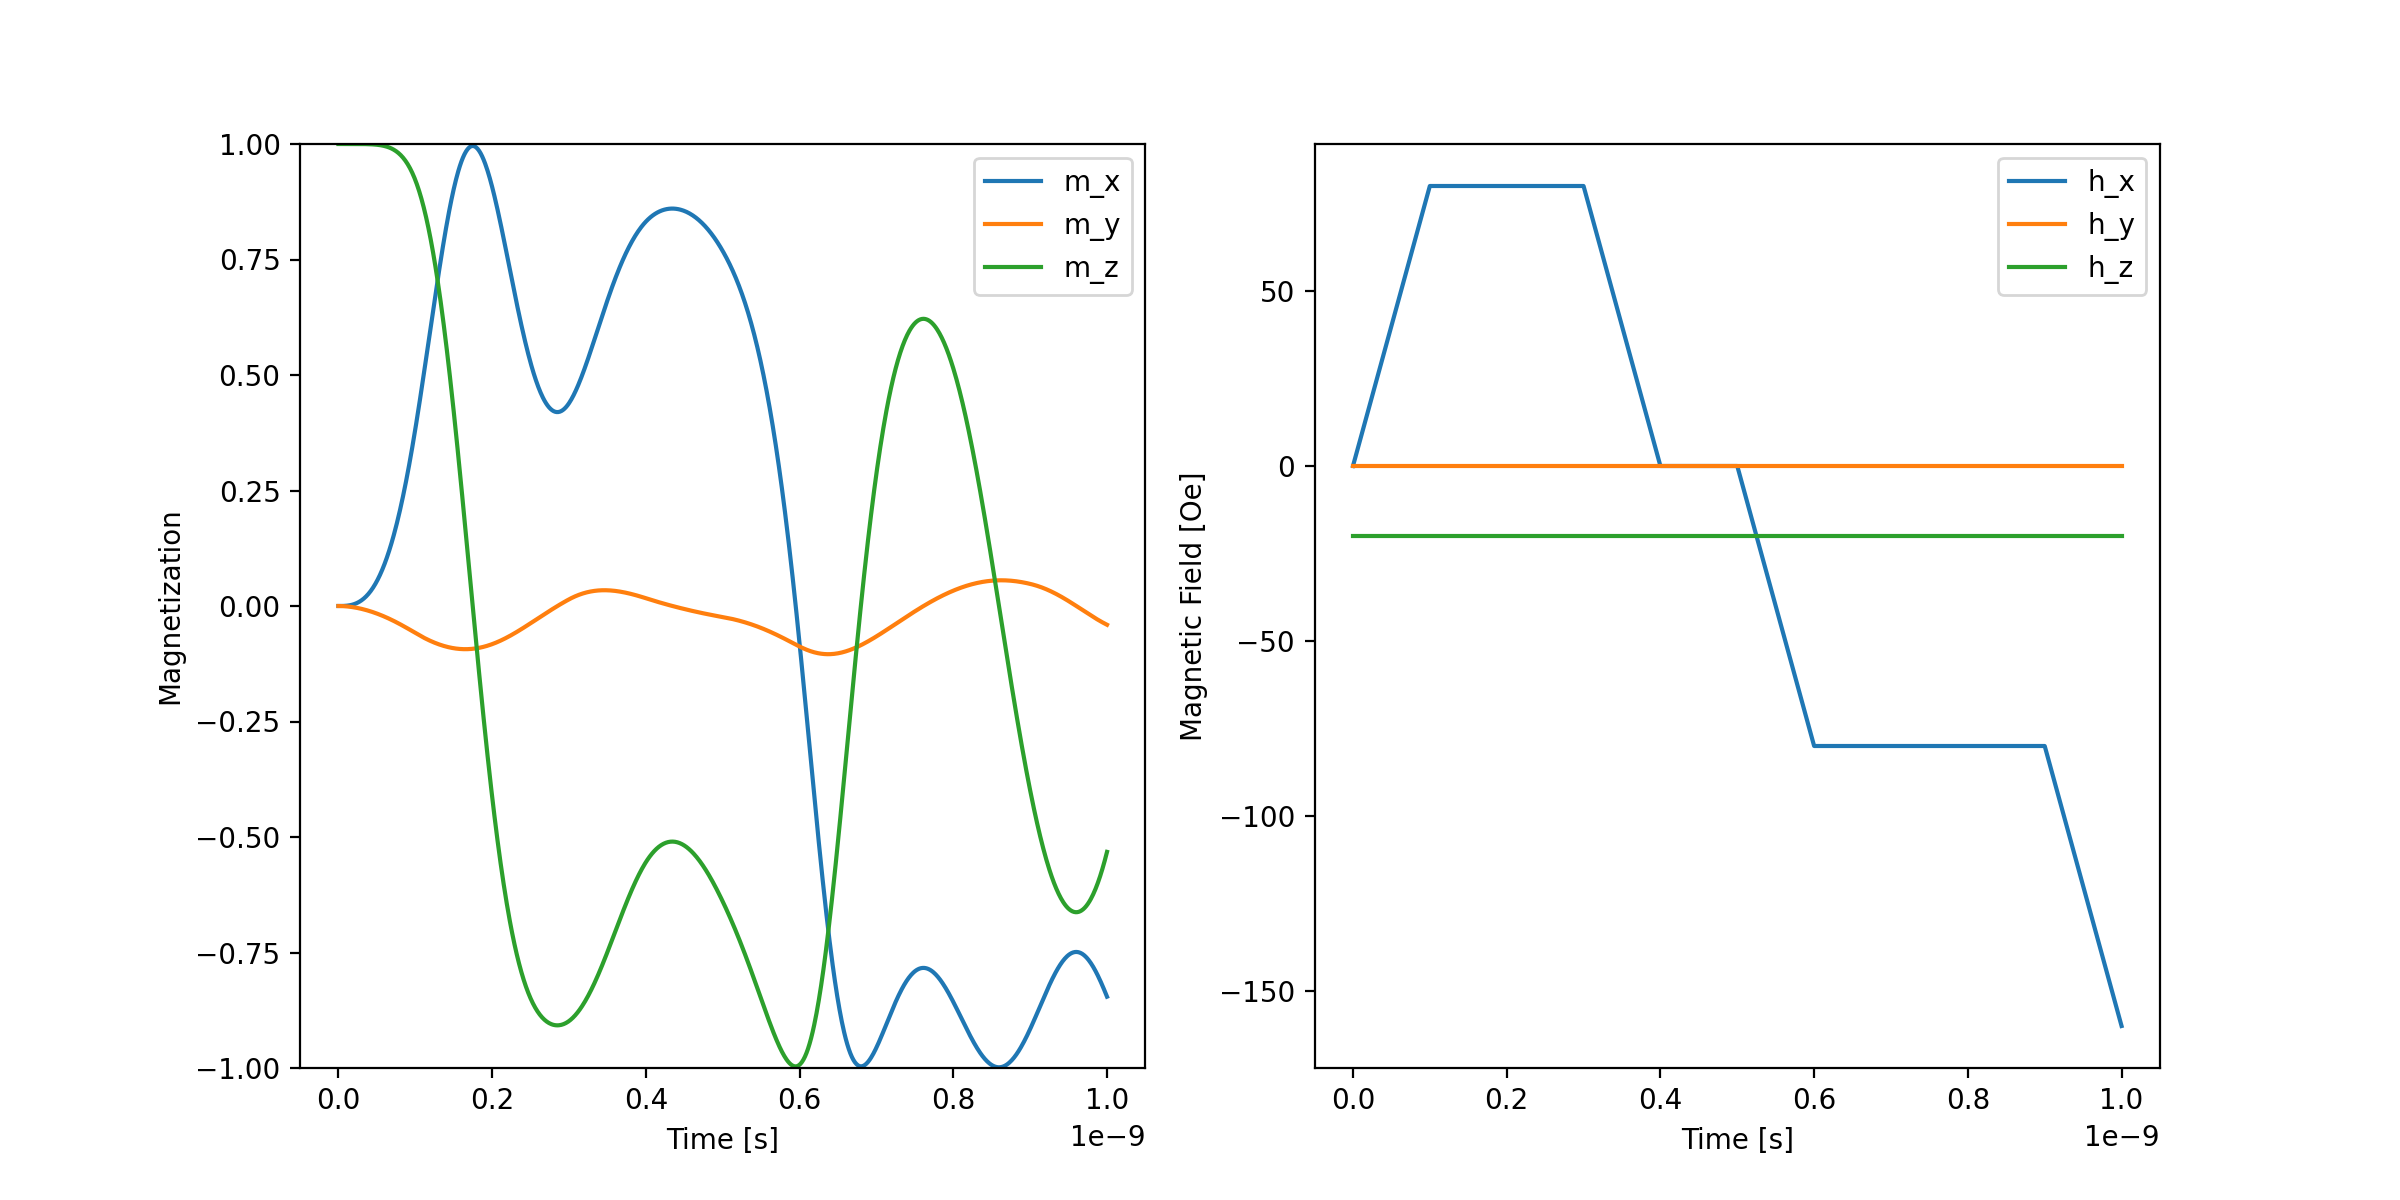 1.00
0.75
0.50
0.25
0.00
−0.25
−0.50
−0.75
−1.00
Magnetization
0.0 0.2 0.4 0.6 0.8 1.0
Time [s]
1e−9
m_x
m_y
m_z
50
0
−50
−100
−150
Magnetic Field [Oe]
0.0 0.2 0.4 0.6 0.8 1.0
Time [s]
1e−9
h_x
h_y
h_z